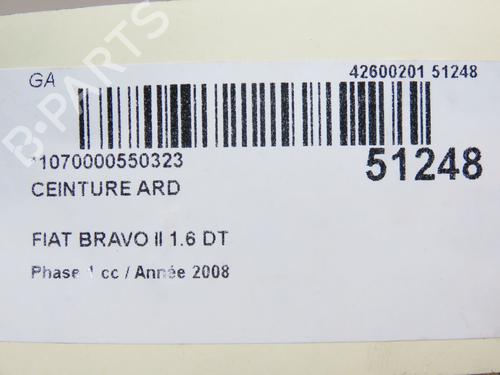 GA
42600201 51248
*1070000550323
51248
CEINTURE ARD
FIAT BRAVO II 1.6 DT
Phase 1 cc / Année 2008
B-PARTS